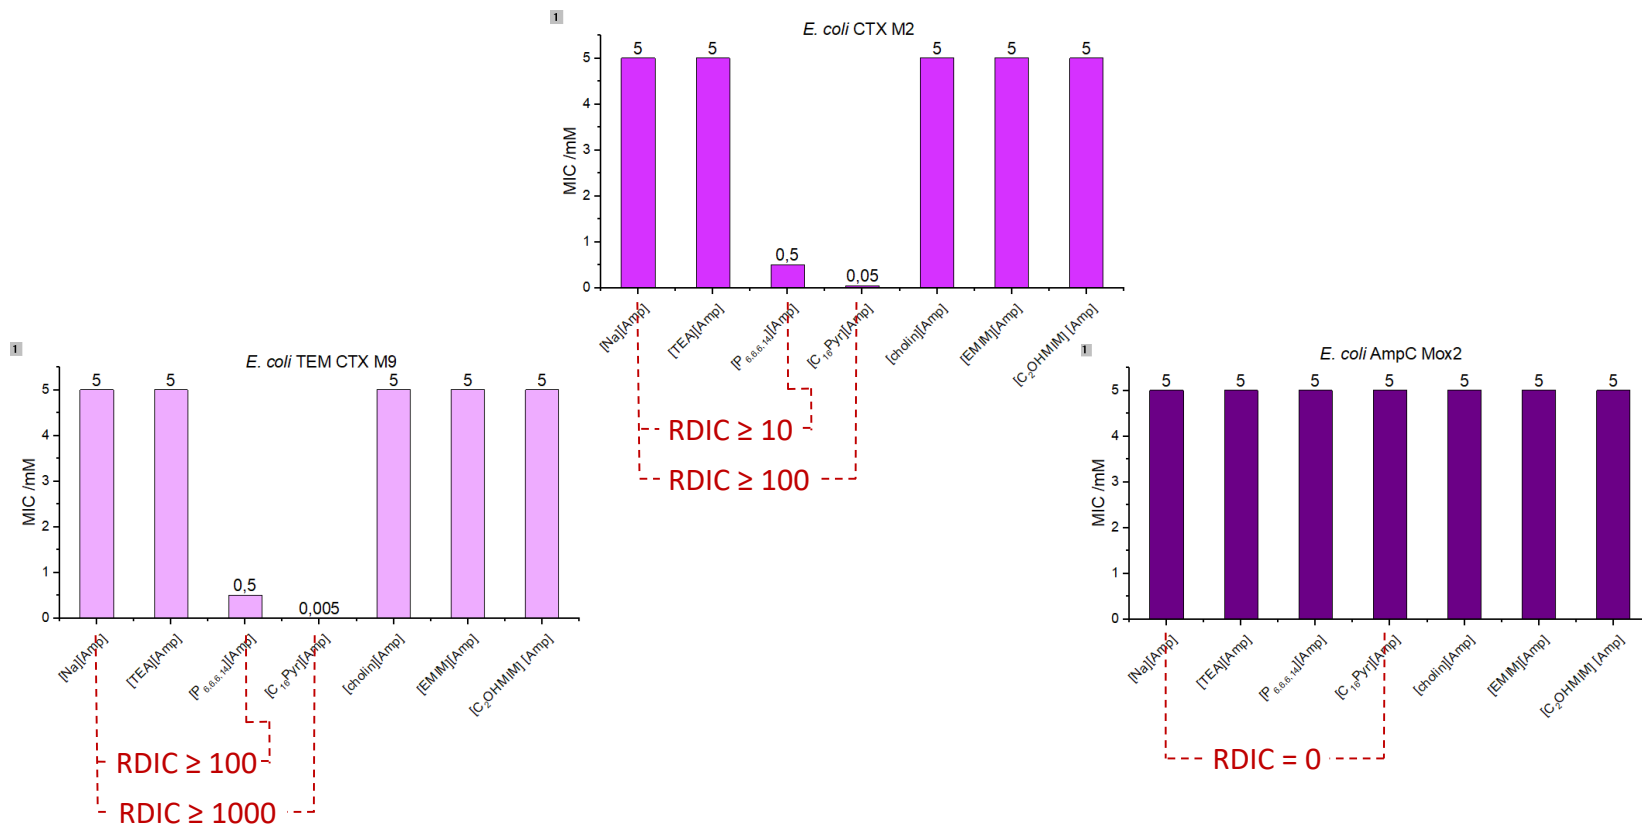 1
E. coli CTX M2
5 5 0,5 0,05 5 5 5
MIC /mM
5
4
3
2
1
0
[Na][Amp]
[TEA][Amp]
[P 6,6,6,14][Amp]
[C16Pyr][Amp]
[cholin][Amp]
[EMIM][Amp]
[C2OHMIM] [Amp]
RDIC ≥ 10
RDIC ≥ 100
1
E. coli TEM CTX M9
5 5 0,5 0,005 5 5 5
MIC /mM
5
4
3
2
1
0
[Na][Amp]
[TEA][Amp]
[P 6,6,6,14][Amp]
[C16Pyr][Amp]
[cholin][Amp]
[EMIM][Amp]
[C2OHMIM] [Amp]
RDIC ≥ 100
RDIC ≥ 1000
1
E. coli AmpC Mox2
5 5 5 5 5 5 5
MIC /mM
5
4
3
2
1
0
[Na][Amp]
[TEA][Amp]
[P 6,6,6,14][Amp]
[C16Pyr][Amp]
[cholin][Amp]
[EMIM][Amp]
[C2OHMIM] [Amp]
RDIC = 0